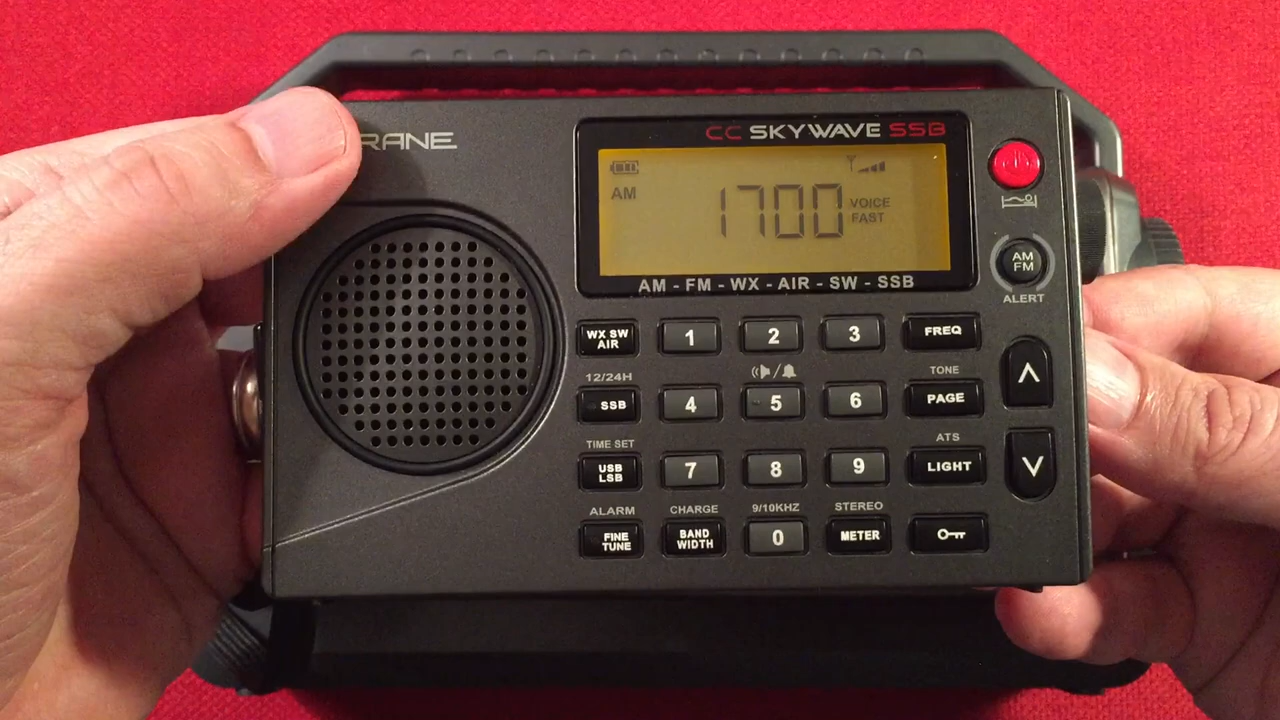 RANE
CC SKYWAVE SSB
AM
1700
VOICE
FAST
AM - FM - WX - AIR - SW - SSB
AM
FM
ALERT
WX SW
AIR
1
2
3
FREQ
12/24H
TONE
SSB
4
5
6
PAGE
TIME SET
ATS
USB
LSB
7
8
9
LIGHT
ALARM
CHARGE
9/10KHZ
STEREO
FINE
TUNE
BAND
WIDTH
0
METER